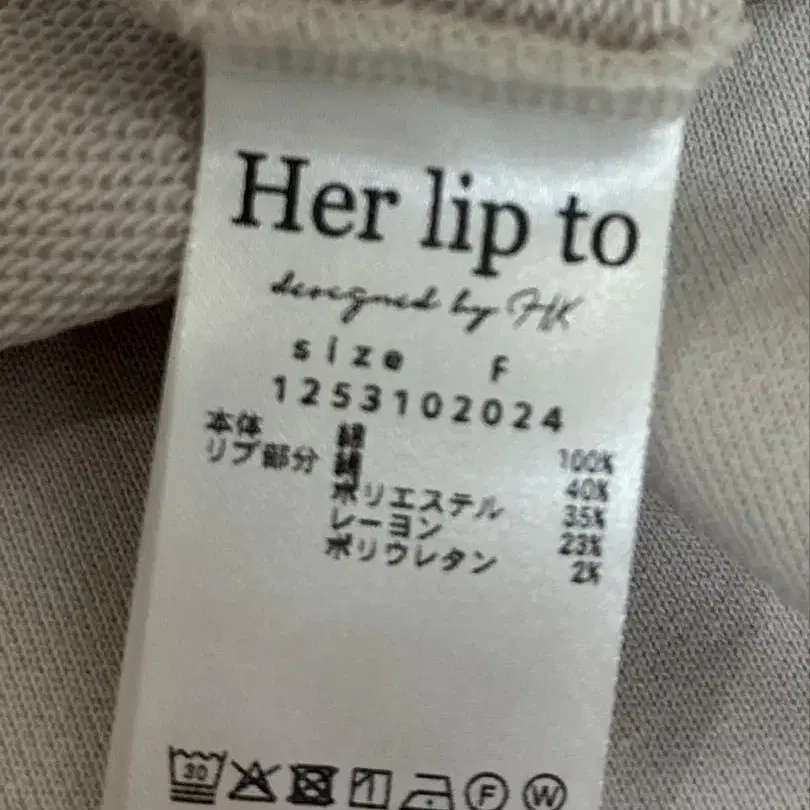 Her lip to
designed by HK
size F
1253102024
本体 綿 100%
リブ部分 綿 40%
ポリエステル 35%
レーヨン 23%
ポリウレタン 2%
30
F W